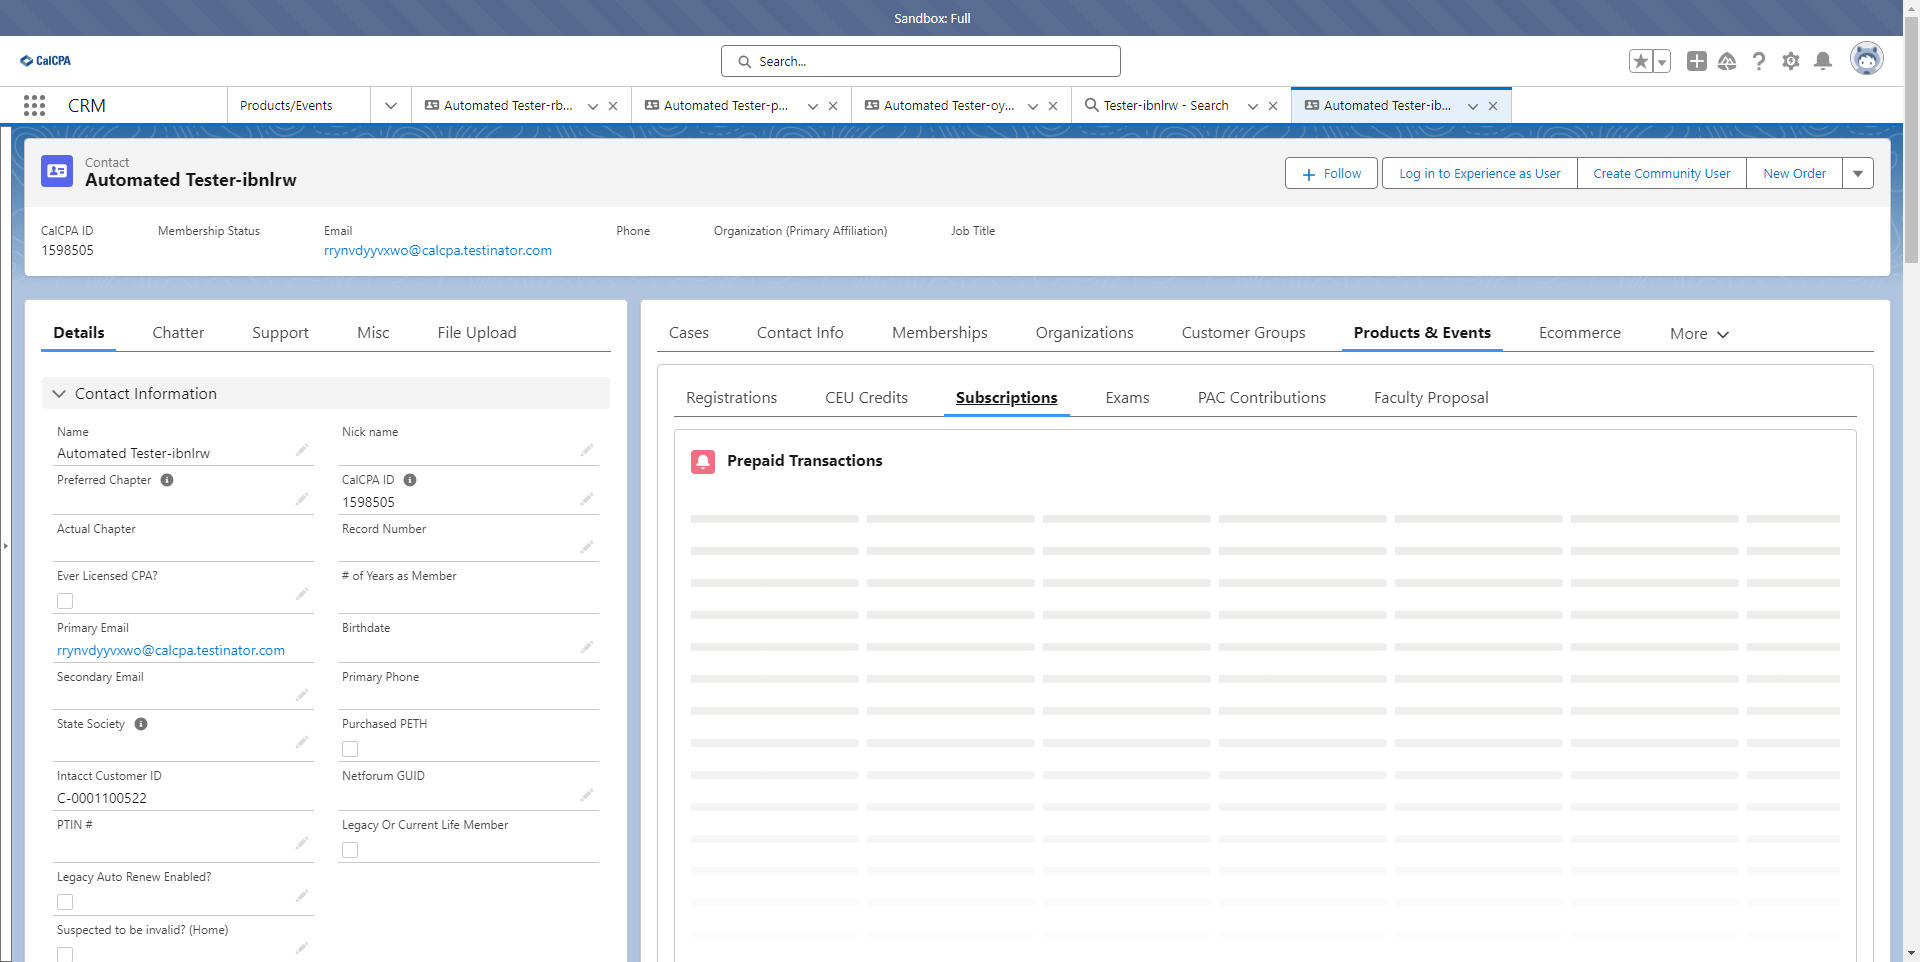 Sandbox: Full
CalCPA
Search...
CRM
Products/Events
Automated Tester-rb...
Automated Tester-p...
Automated Tester-oy...
Tester-ibnlrw - Search
Automated Tester-ib...
Contact
Automated Tester-ibnlrw
Follow
Log in to Experience as User
Create Community User
New Order
CalCPA ID
1598505
Membership Status
Email
rrynvdyyvxwo@calcpa.testinator.com
Phone
Organization (Primary Affiliation)
Job Title
Details
Chatter
Support
Misc
File Upload
Contact Information
Name
Automated Tester-ibnlrw
Nick name
Preferred Chapter
CalCPA ID
1598505
Actual Chapter
Record Number
Ever Licensed CPA?
# of Years as Member
Primary Email
rrynvdyyvxwo@calcpa.testinator.com
Birthdate
Secondary Email
Primary Phone
State Society
Purchased PETH
Intacct Customer ID
C-0001100522
Netforum GUID
PTIN #
Legacy Or Current Life Member
Legacy Auto Renew Enabled?
Suspected to be invalid? (Home)
Cases
Contact Info
Memberships
Organizations
Customer Groups
Products & Events
Ecommerce
More
Registrations
CEU Credits
Subscriptions
Exams
PAC Contributions
Faculty Proposal
Prepaid Transactions